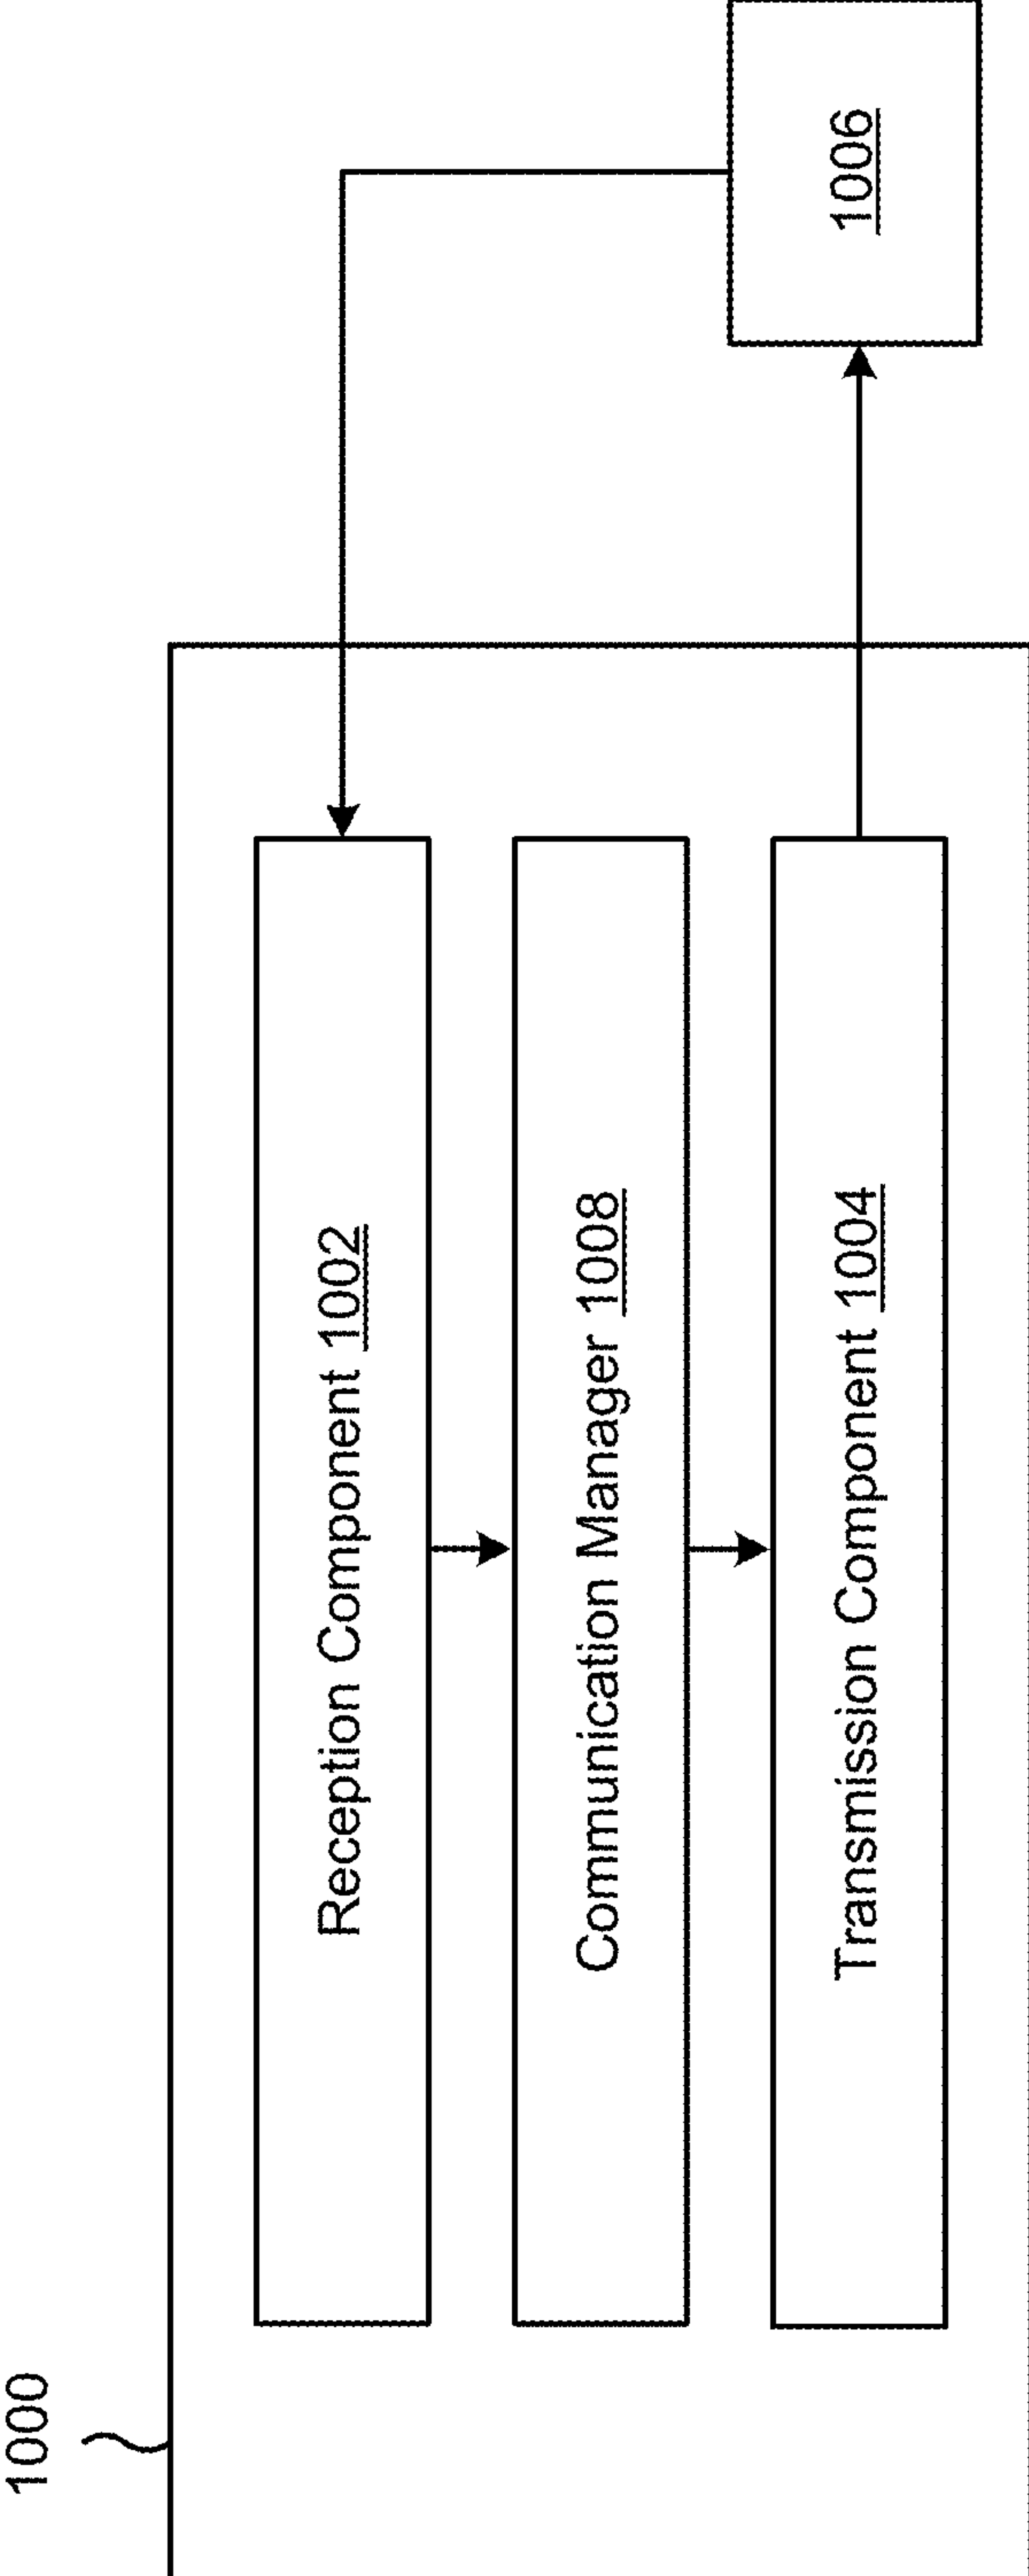 1000
Reception Component 1002
Communication Manager 1008
Transmission Component 1004
1006